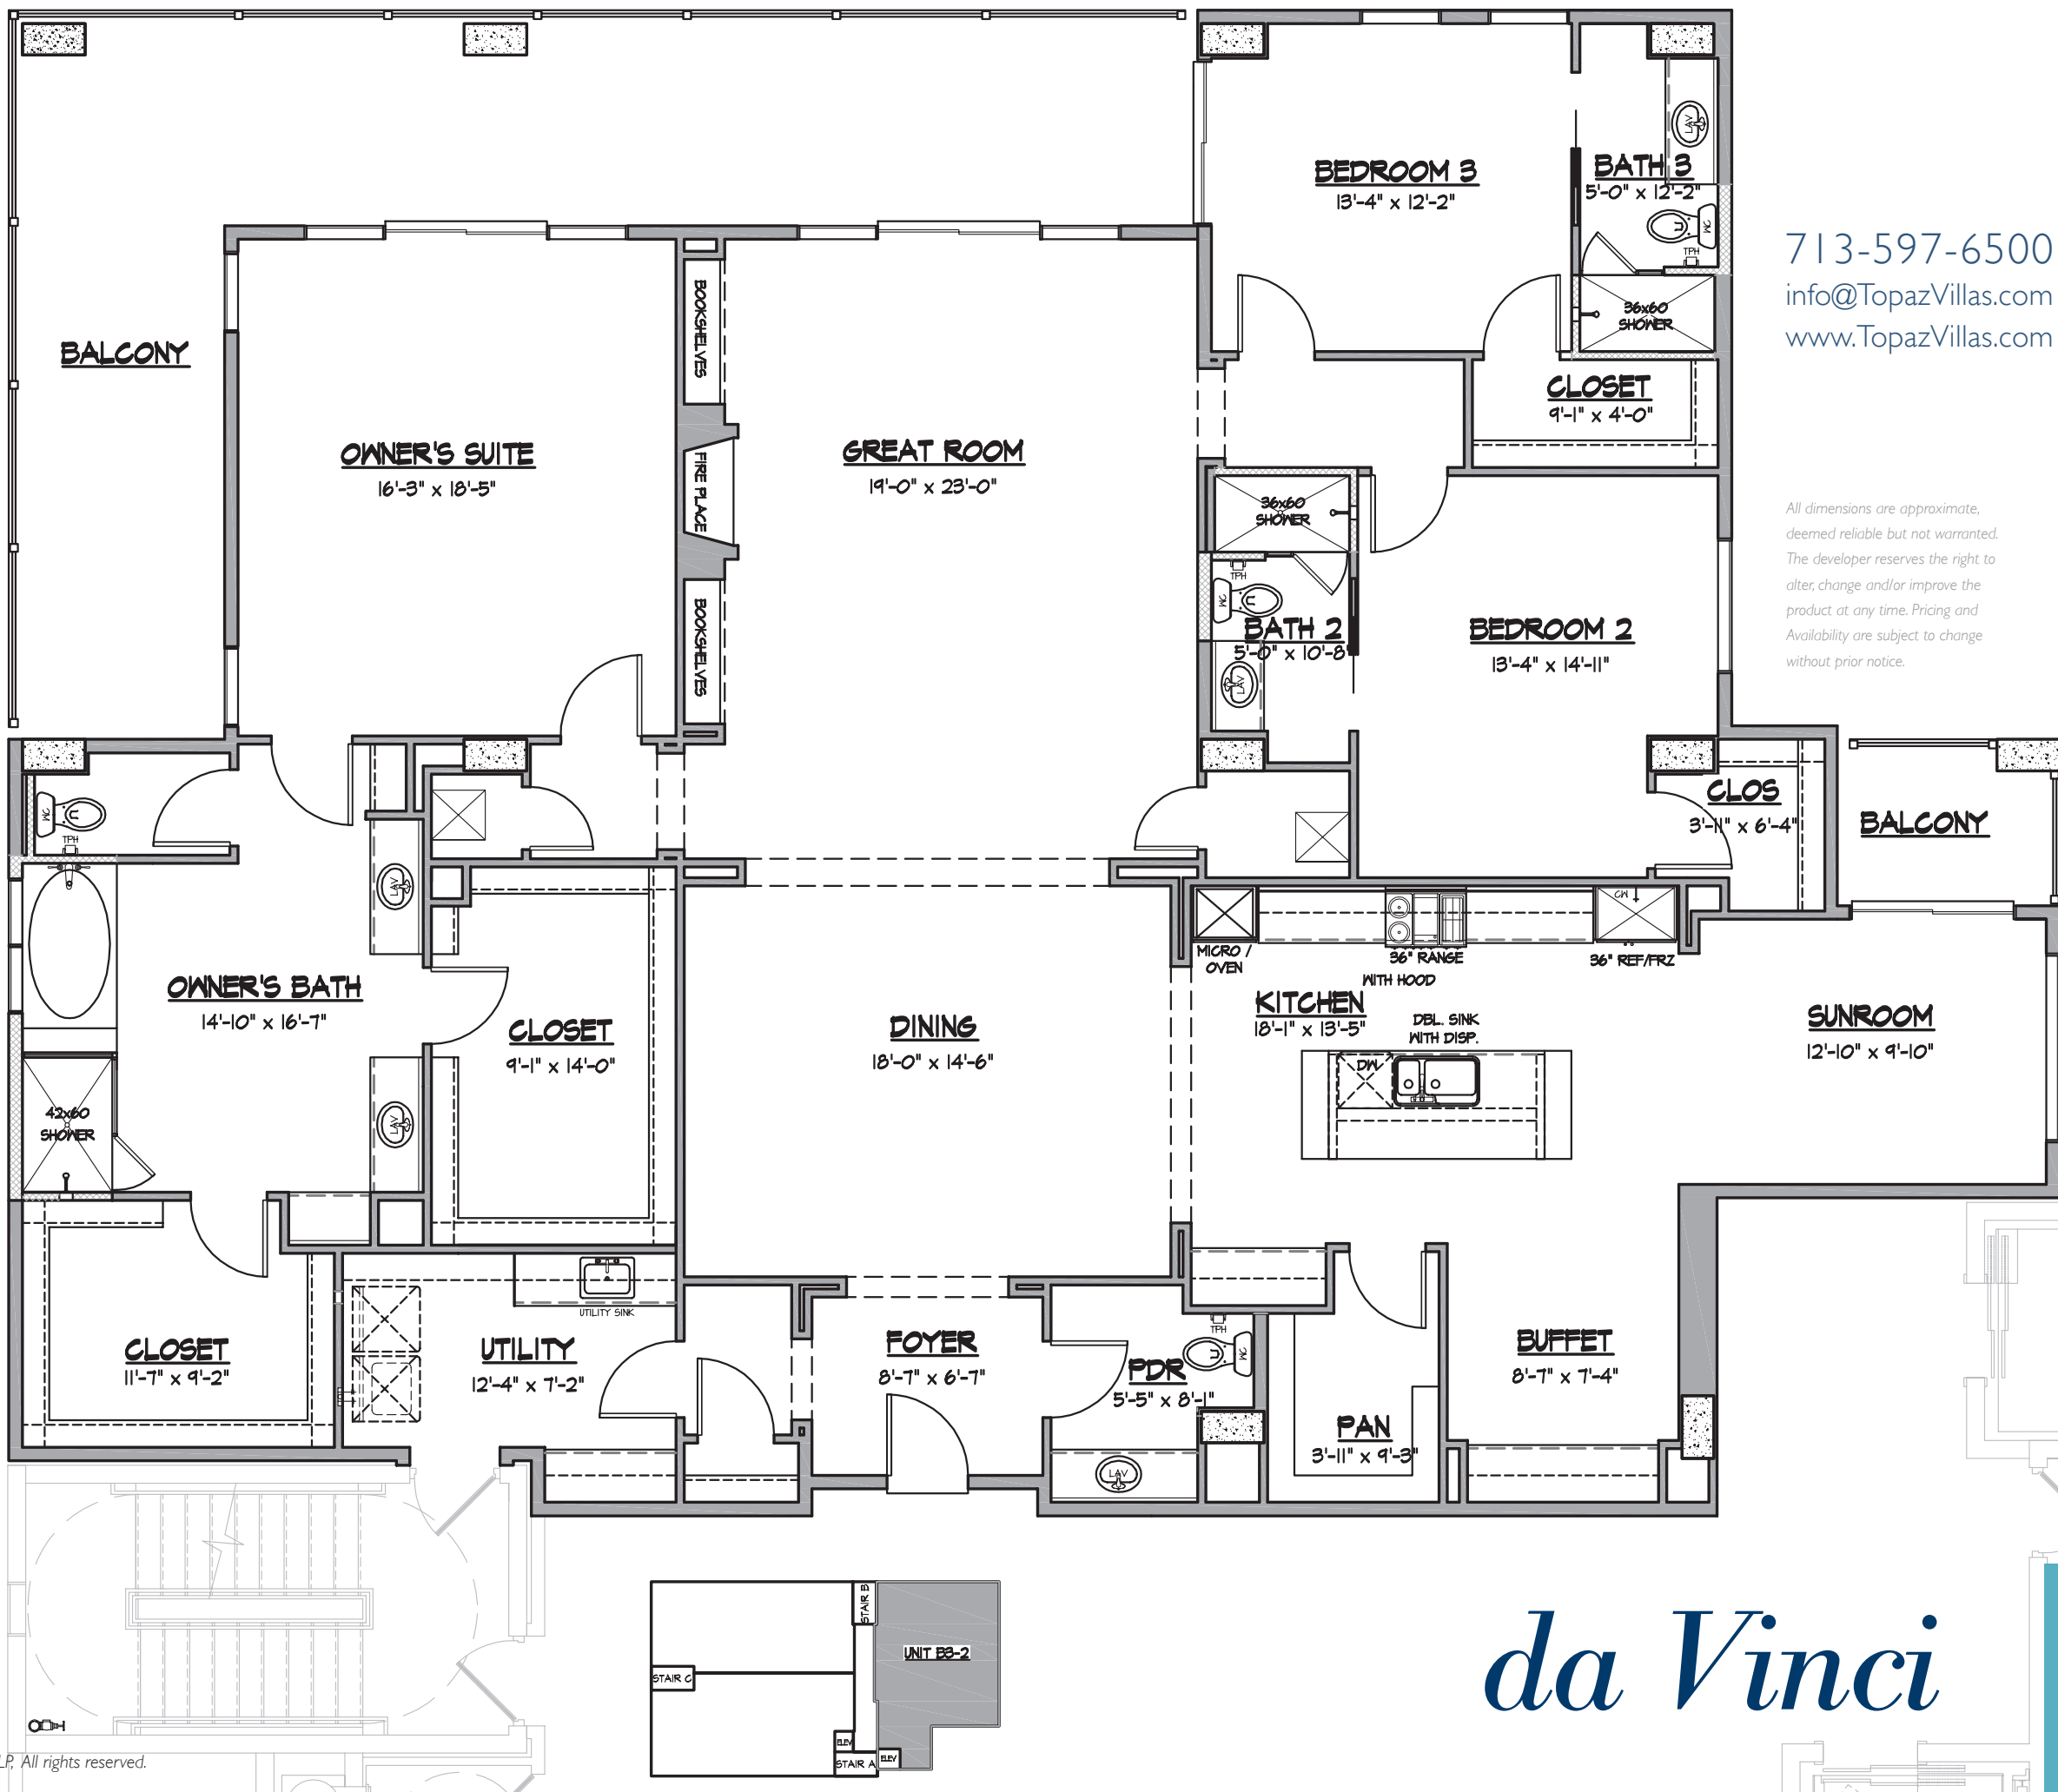 BEDROOM 3
13'-4" x 12'-2"
BATH 3
5'-0" x 12'-2"
LAV
WC
TPH
36x60
SHOWER
713-597-6500
info@TopazVillas.com
www.TopazVillas.com
BALCONY
BOOKSHELVES
CLOSET
9'-1" x 4'-0"
OWNER'S SUITE
16'-3" x 18'-5"
FIRE PLACE
GREAT ROOM
19'-0" x 23'-0"
36x60
SHOWER
TPH
WC
BATH 2
5'-0" x 10'-8"
LAV
BEDROOM 2
13'-4" x 14'-11"
All dimensions are approximate,
deemed reliable but not warranted.
The developer reserves the right to
alter, change and/or improve the
product at any time. Pricing and
Availability are subject to change
without prior notice.
BOOKSHELVES
CLOS
3'-11" x 6'-4"
BALCONY
WC
TPH
LAV
OWNER'S BATH
14'-10" x 16'-7"
CLOSET
9'-1" x 14'-0"
DINING
18'-0" x 14'-6"
MICRO /
OVEN
36" RANGE
WITH HOOD
CW
36" REF/FRZ
KITCHEN
18'-1" x 13'-5"
DBL. SINK
WITH DISP.
DW
SUNROOM
12'-10" x 9'-10"
42x60
SHOWER
LAV
UTILITY SINK
CLOSET
11'-7" x 9'-2"
UTILITY
12'-4" x 7'-2"
FOYER
8'-7" x 6'-7"
TPH
WC
PDR
5'-5" x 8'-1"
LAV
PAN
3'-11" x 9'-3"
BUFFET
8'-7" x 7'-4"
STAIR B
UNIT B3-2
STAIR C
ELEV
STAIR A
ELEV
da Vinci
LP, All rights reserved.